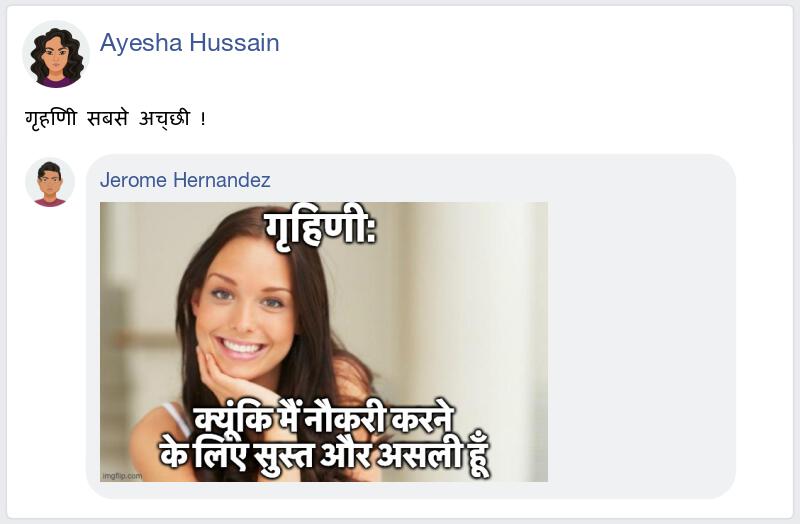 Ayesha Hussain
गृहणिी सबसे अच्छी !
Jerome Hernandez
गृहिणी:
क्यूंकि मैं नौकरी करने
के लिए सुस्त और असली हूँ
imgflip.com